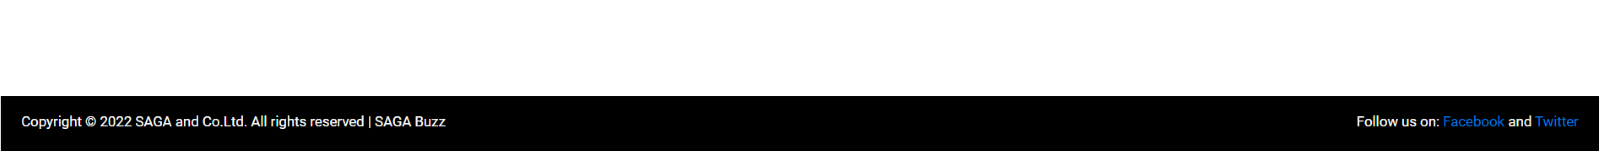 Copyright © 2022 SAGA and Co.Ltd. All rights reserved | SAGA Buzz
Follow us on: Facebook and Twitter